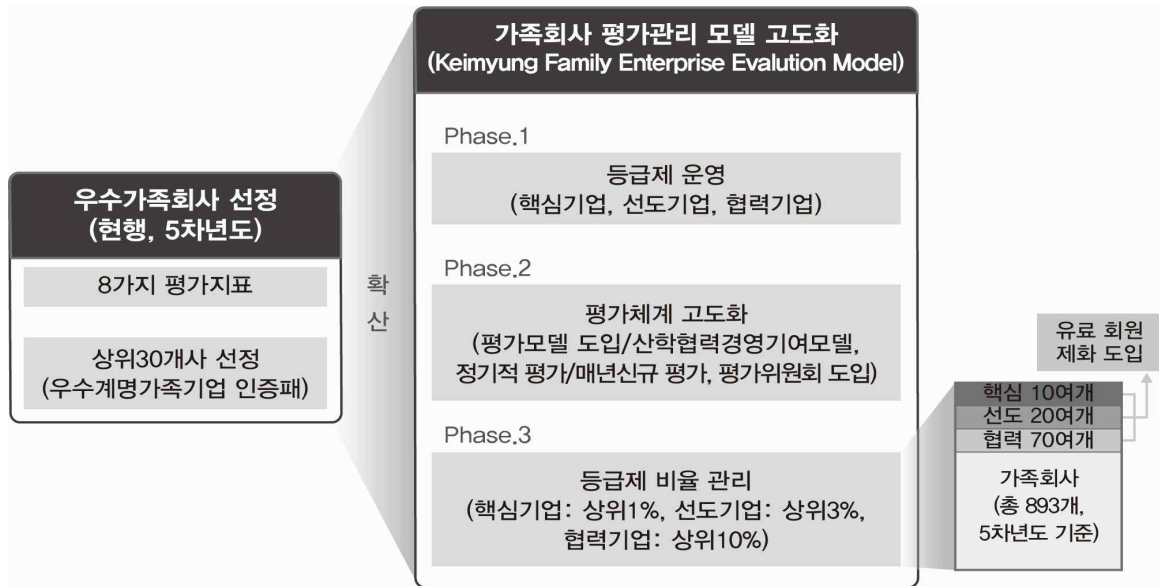 우수가족회사 선정
(현행, 5차년도)
8가지 평가지표
상위30개사 선정
(우수계명가족기업 인증패)
확
산
가족회사 평가관리 모델 고도화
(Keimyung Family Enterprise Evalution Model)
Phase.1
등급제 운영
(핵심기업, 선도기업, 협력기업)
Phase.2
평가체계 고도화
(평가모델 도입/산학협력경영기여모델,
정기적 평가/매년신규 평가, 평가위원회 도입)
Phase.3
등급제 비율 관리
(핵심기업: 상위1%, 선도기업: 상위3%,
협력기업: 상위10%)
유료 회원
제화 도입
핵심 10여개
선도 20여개
협력 70여개
가족회사
(총 893개,
5차년도 기준)